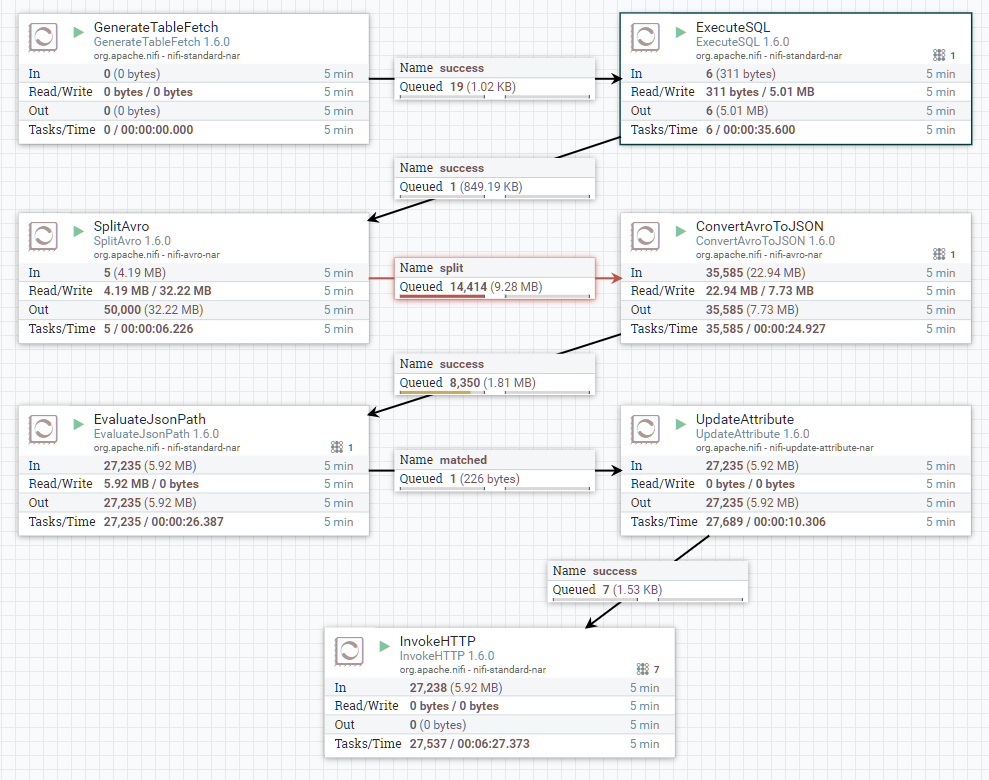 GenerateTableFetch
GenerateTableFetch 1.6.0
org.apache.nifi - nifi-standard-nar
In 0 (0 bytes) 5 min
Read/Write 0 bytes / 0 bytes 5 min
Out 0 (0 bytes) 5 min
Tasks/Time 0 / 00:00:00.000 5 min
Name success
Queued 19 (1.02 KB)
ExecuteSQL
ExecuteSQL 1.6.0
org.apache.nifi - nifi-standard-nar
1
In 6 (311 bytes) 5 min
Read/Write 311 bytes / 5.01 MB 5 min
Out 6 (5.01 MB) 5 min
Tasks/Time 6 / 00:00:35.600 5 min
Name success
Queued 1 (849.19 KB)
SplitAvro
SplitAvro 1.6.0
org.apache.nifi - nifi-avro-nar
In 5 (4.19 MB) 5 min
Read/Write 4.19 MB / 32.22 MB 5 min
Out 50,000 (32.22 MB) 5 min
Tasks/Time 5 / 00:00:06.226 5 min
Name split
Queued 14,414 (9.28 MB)
ConvertAvroToJSON
ConvertAvroToJSON 1.6.0
org.apache.nifi - nifi-avro-nar
1
In 35,585 (22.94 MB) 5 min
Read/Write 22.94 MB / 7.73 MB 5 min
Out 35,585 (7.73 MB) 5 min
Tasks/Time 35,585 / 00:00:24.927 5 min
Name success
Queued 8,350 (1.81 MB)
EvaluateJsonPath
EvaluateJsonPath 1.6.0
org.apache.nifi - nifi-standard-nar
1
In 27,235 (5.92 MB) 5 min
Read/Write 5.92 MB / 0 bytes 5 min
Out 27,235 (5.92 MB) 5 min
Tasks/Time 27,235 / 00:00:26.387 5 min
Name matched
Queued 1 (226 bytes)
UpdateAttribute
UpdateAttribute 1.6.0
org.apache.nifi - nifi-update-attribute-nar
In 27,235 (5.92 MB) 5 min
Read/Write 0 bytes / 0 bytes 5 min
Out 27,235 (5.92 MB) 5 min
Tasks/Time 27,689 / 00:00:10.306 5 min
Name success
Queued 7 (1.53 KB)
InvokeHTTP
InvokeHTTP 1.6.0
org.apache.nifi - nifi-standard-nar
7
In 27,238 (5.92 MB) 5 min
Read/Write 0 bytes / 0 bytes 5 min
Out 0 (0 bytes) 5 min
Tasks/Time 27,537 / 00:06:27.373 5 min